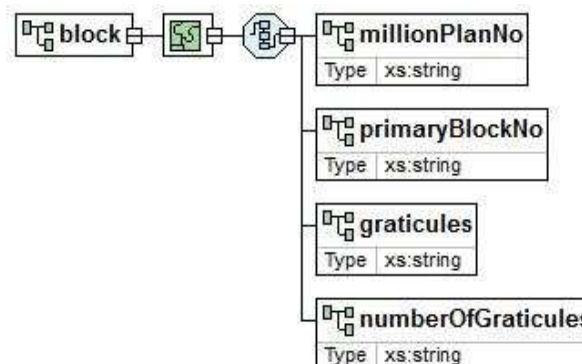 block
millionPlanNo
Type xs:string
primaryBlockNo
Type xs:string
graticules
Type xs:string
numberOfGraticules
Type xs:string